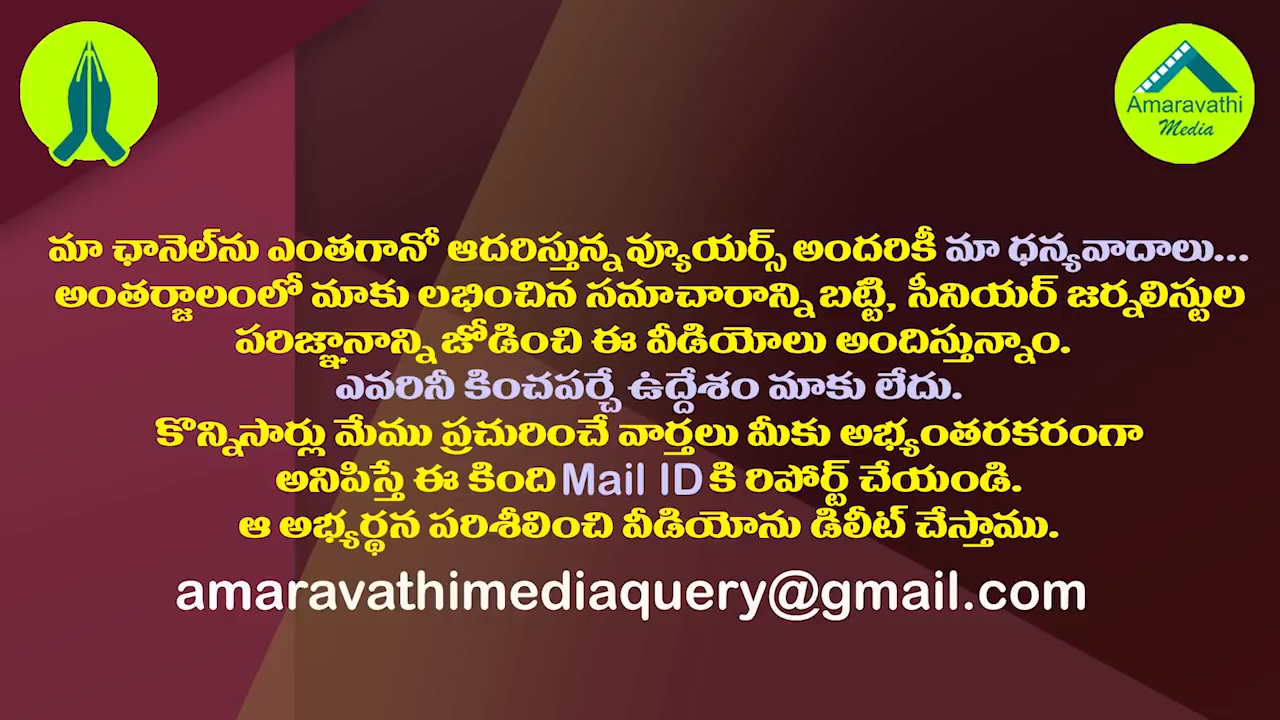 Amaravathi
Media
మా ఛానెల్‌ను ఎంతగానో ఆదరిస్తున్న వ్యూయర్స్ అందరికీ మా ధన్యవాదాలు...
అంతర్జాలంలో మాకు లభించిన సమాచారాన్ని బట్టి, సీనియర్ జర్నలిస్టుల
పరిజ్ఞానాన్ని జోడించి ఈ వీడియోలు అందిస్తున్నాం.
ఎవరినీ కించపర్చే ఉద్దేశం మాకు లేదు.
కొన్నిసార్లు మేము ప్రచురించే వార్తలు మీకు అభ్యంతరకరంగా
అనిపిస్తే ఈ కింది Mail ID కి రిపోర్ట్ చేయండి.
ఆ అభ్యర్థన పరిశీలించి వీడియోను డిలీట్ చేస్తాము.
amaravathimediaquery@gmail.com